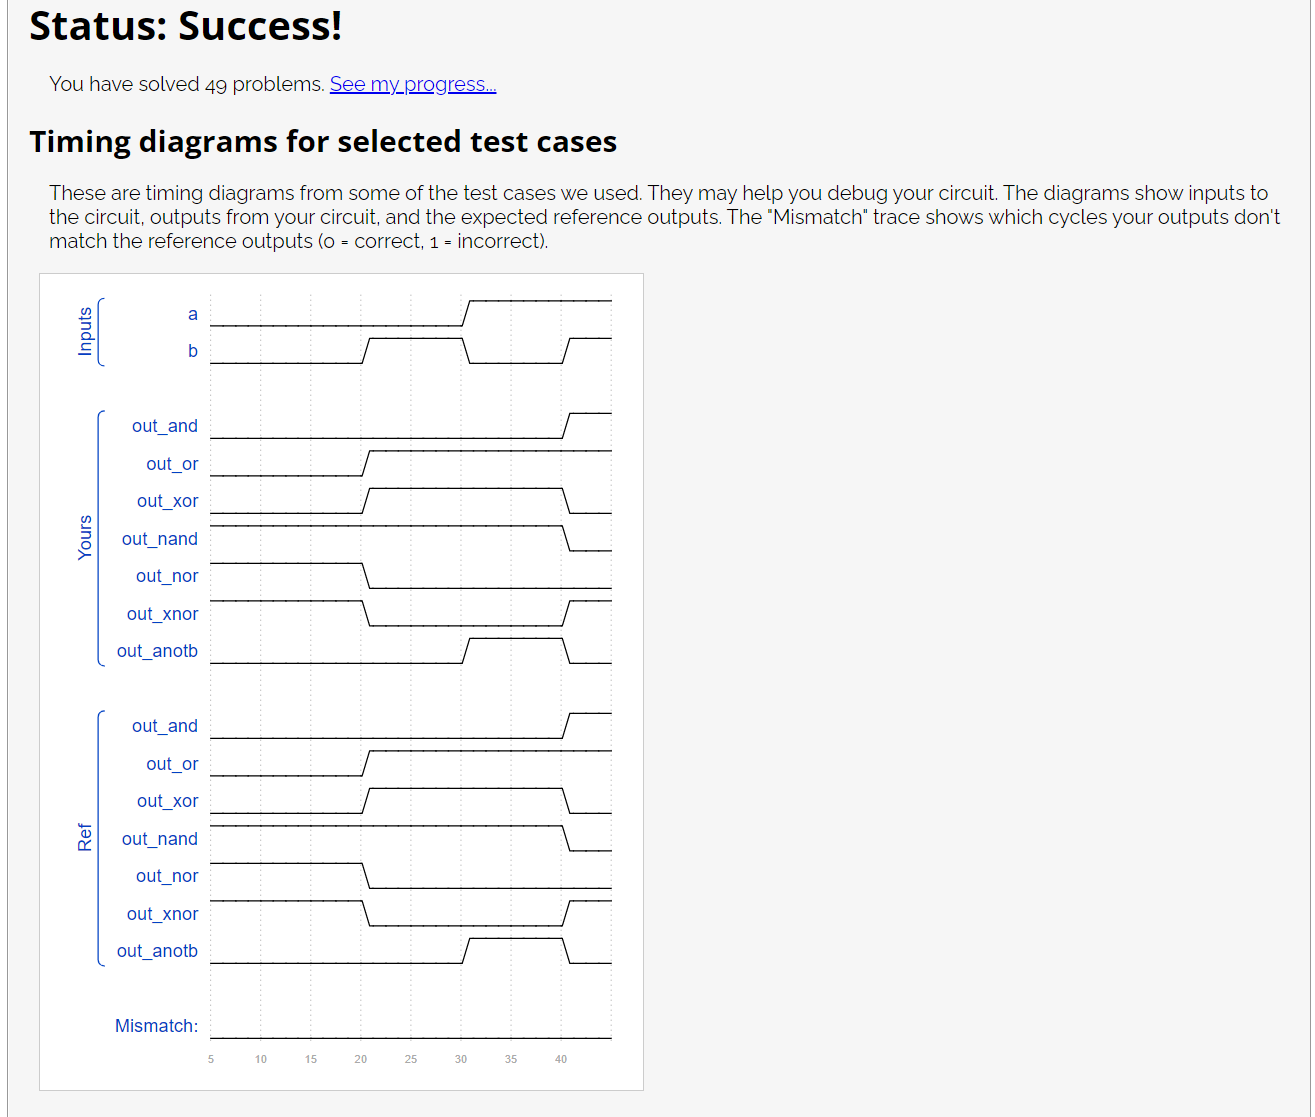 Status: Success!
You have solved 49 problems. See my progress...
Timing diagrams for selected test cases
These are timing diagrams from some of the test cases we used. They may help you debug your circuit. The diagrams show inputs to
the circuit, outputs from your circuit, and the expected reference outputs. The "Mismatch" trace shows which cycles your outputs don't
match the reference outputs (0 = correct, 1 = incorrect).
Inputs
a
b
Yours
out_and
out_or
out_xor
out_nand
out_nor
out_xnor
out_anotb
Ref
out_and
out_or
out_xor
out_nand
out_nor
out_xnor
out_anotb
Mismatch:
5 10 15 20 25 30 35 40